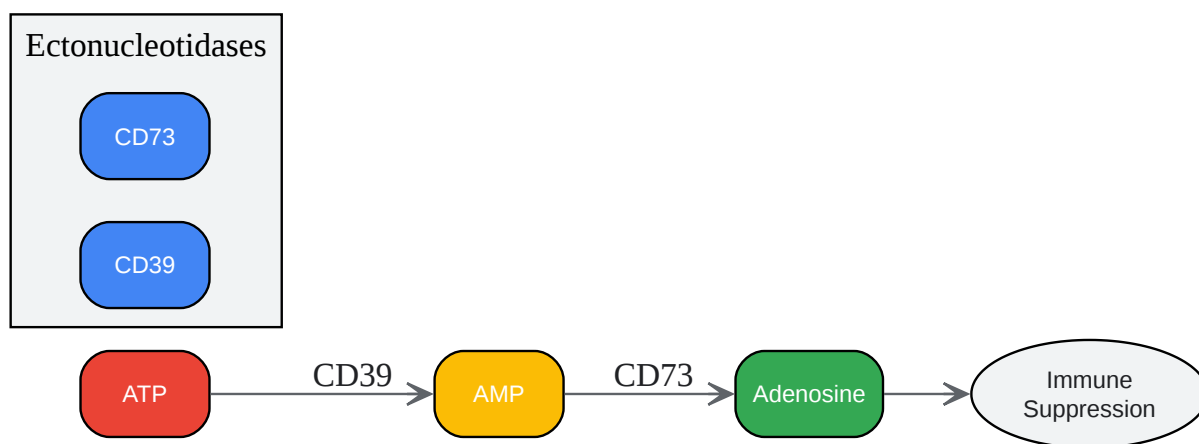 Ectonucleotidases
CD73
CD39
ATP
CD39
AMP
CD73
Adenosine
Immune
Suppression